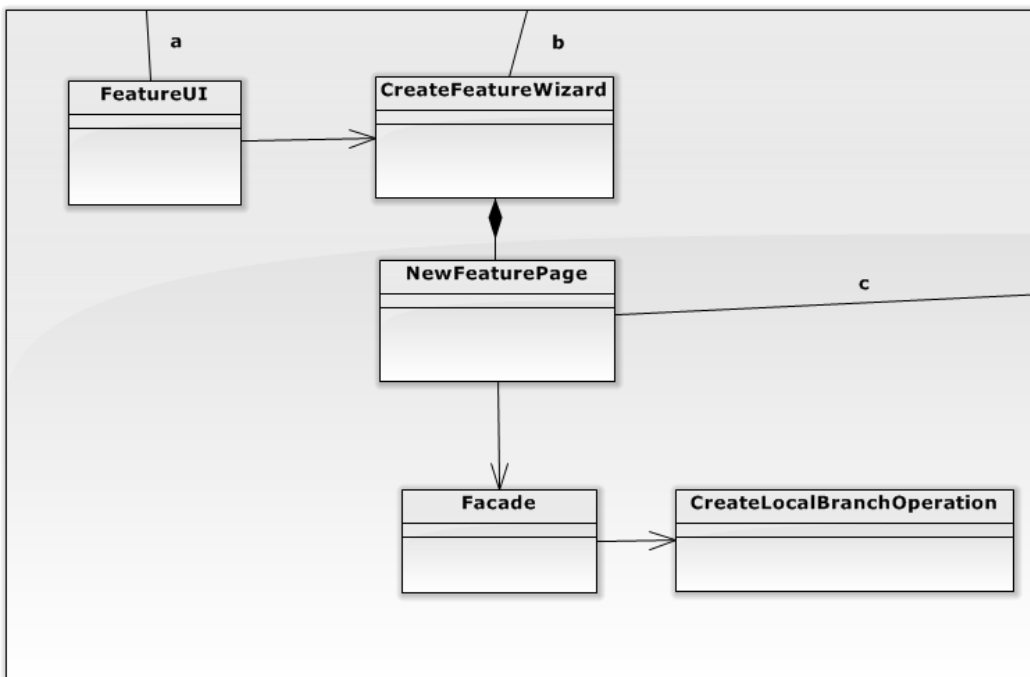 a
b
FeatureUI
CreateFeatureWizard
NewFeaturePage
c
Facade
CreateLocalBranchOperation